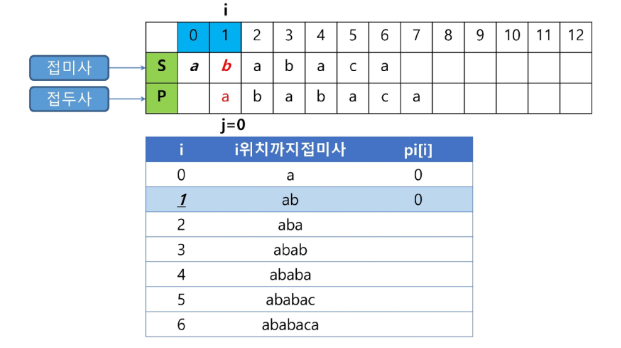 i
0 1 2 3 4 5 6 7 8 9 10 11 12
접미사 S a b a b a c a
접두사 P a b a b a c a
j=0
i i위치까지접미사 pi[i]
0 a 0
1 ab 0
2 aba
3 abab
4 ababa
5 ababac
6 ababaca